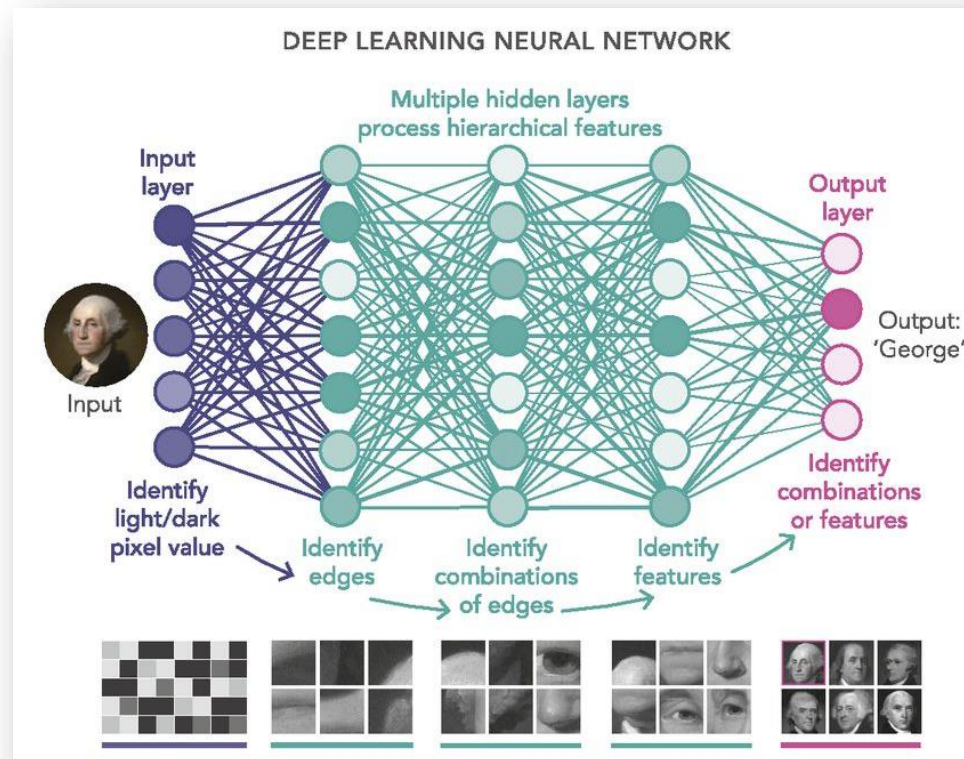 DEEP LEARNING NEURAL NETWORK
Multiple hidden layers
process hierarchical features
Input
layer
Output
layer
Input
Output:
'George'
Identify
light/dark
pixel value
Identify
edges
Identify
combinations
of edges
Identify
features
Identify
combinations
or features